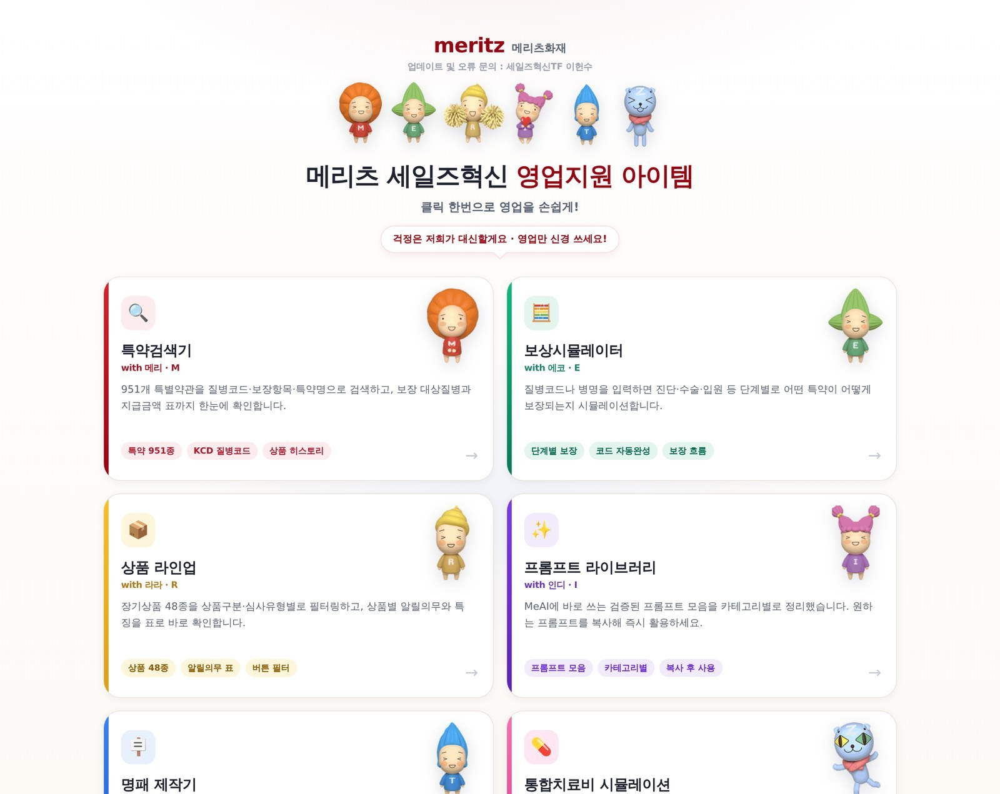 meritz 메리츠화재
업데이트 및 오류 문의 : 세일즈혁신TF 이헌수
M
E
R
T
Z
메리츠 세일즈혁신 영업지원 아이템
클릭 한번으로 영업을 손쉽게!
걱정은 저희가 대신할게요 · 영업만 신경 쓰세요!
M
특약검색기
with 메리 · M
951개 특별약관을 질병코드·보장항목·특약명으로 검색하고, 보장 대상질병과
지급금액 표까지 한눈에 확인합니다.
특약 951종 KCD 질병코드 상품 히스토리 →
E
보상시뮬레이터
with 에코 · E
질병코드나 병명을 입력하면 진단·수술·입원 등 단계별로 어떤 특약이 어떻게
보장되는지 시뮬레이션합니다.
단계별 보장 코드 자동완성 보장 흐름 →
R
상품 라인업
with 라라 · R
장기상품 48종을 상품구분·심사유형별로 필터링하고, 상품별 알릴의무와 특
징을 표로 바로 확인합니다.
상품 48종 알릴의무 표 버튼 필터 →
I
프롬프트 라이브러리
with 인디 · I
MeAI에 바로 쓰는 검증된 프롬프트 모음을 카테고리별로 정리했습니다. 원하
는 프롬프트를 복사해 즉시 활용하세요.
프롬프트 모음 카테고리별 복사 후 사용 →
T
명패 제작기
Z
통합치료비 시뮬레이션